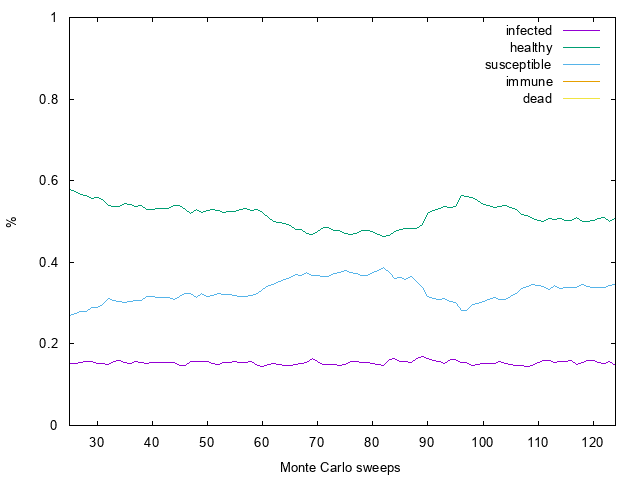 1
0.8
0.6
0.4
0.2
0
%
infected
healthy
susceptible
immune
dead
30 40 50 60 70 80 90 100 110 120
Monte Carlo sweeps